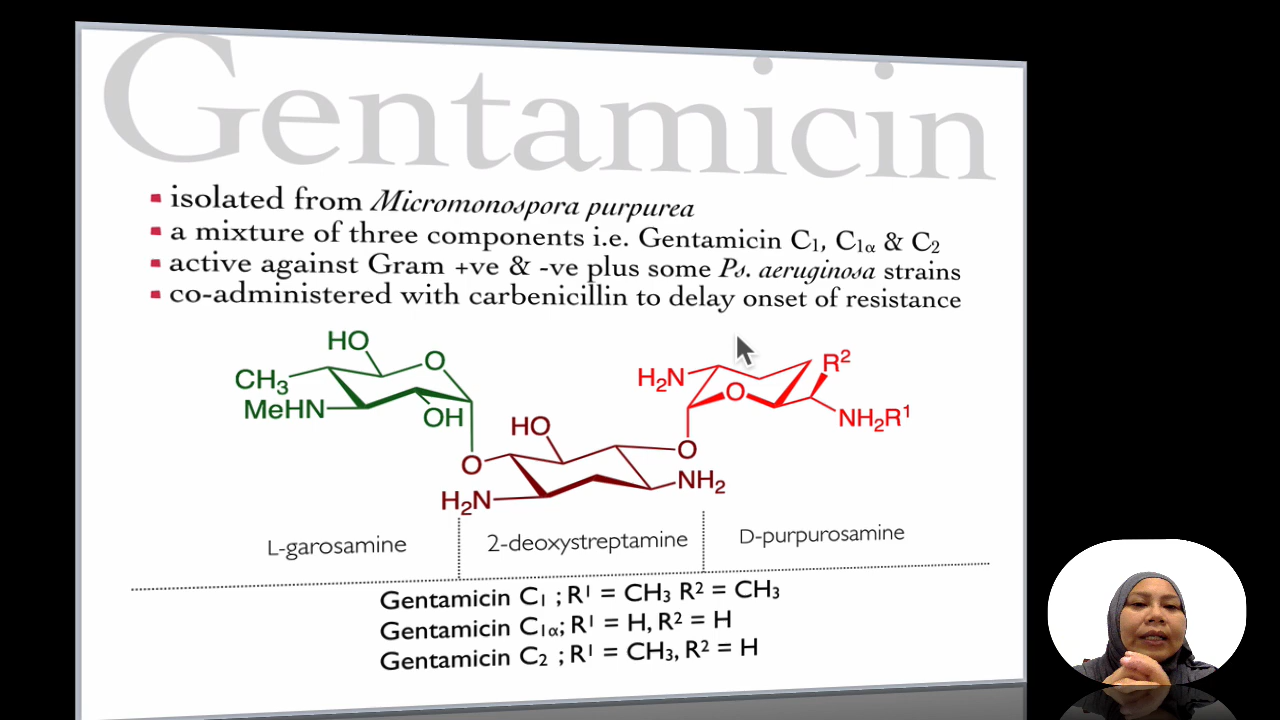 Gentamicin
▪ isolated from Micromonospora purpurea
▪ a mixture of three components i.e. Gentamicin C₁, C₁α & C₂
▪ active against Gram +ve & -ve plus some Ps. aeruginosa strains
▪ co-administered with carbenicillin to delay onset of resistance
HO
O
CH₃
MeHN
OH
O
HO
H₂N
NH₂
O
H₂N
O
R²
NH₂R¹
L-garosamine
2-deoxystreptamine
D-purpurosamine
Gentamicin C₁ ; R¹ = CH₃ R² = CH₃
Gentamicin C₁α; R¹ = H, R² = H
Gentamicin C₂ ; R¹ = CH₃, R² = H